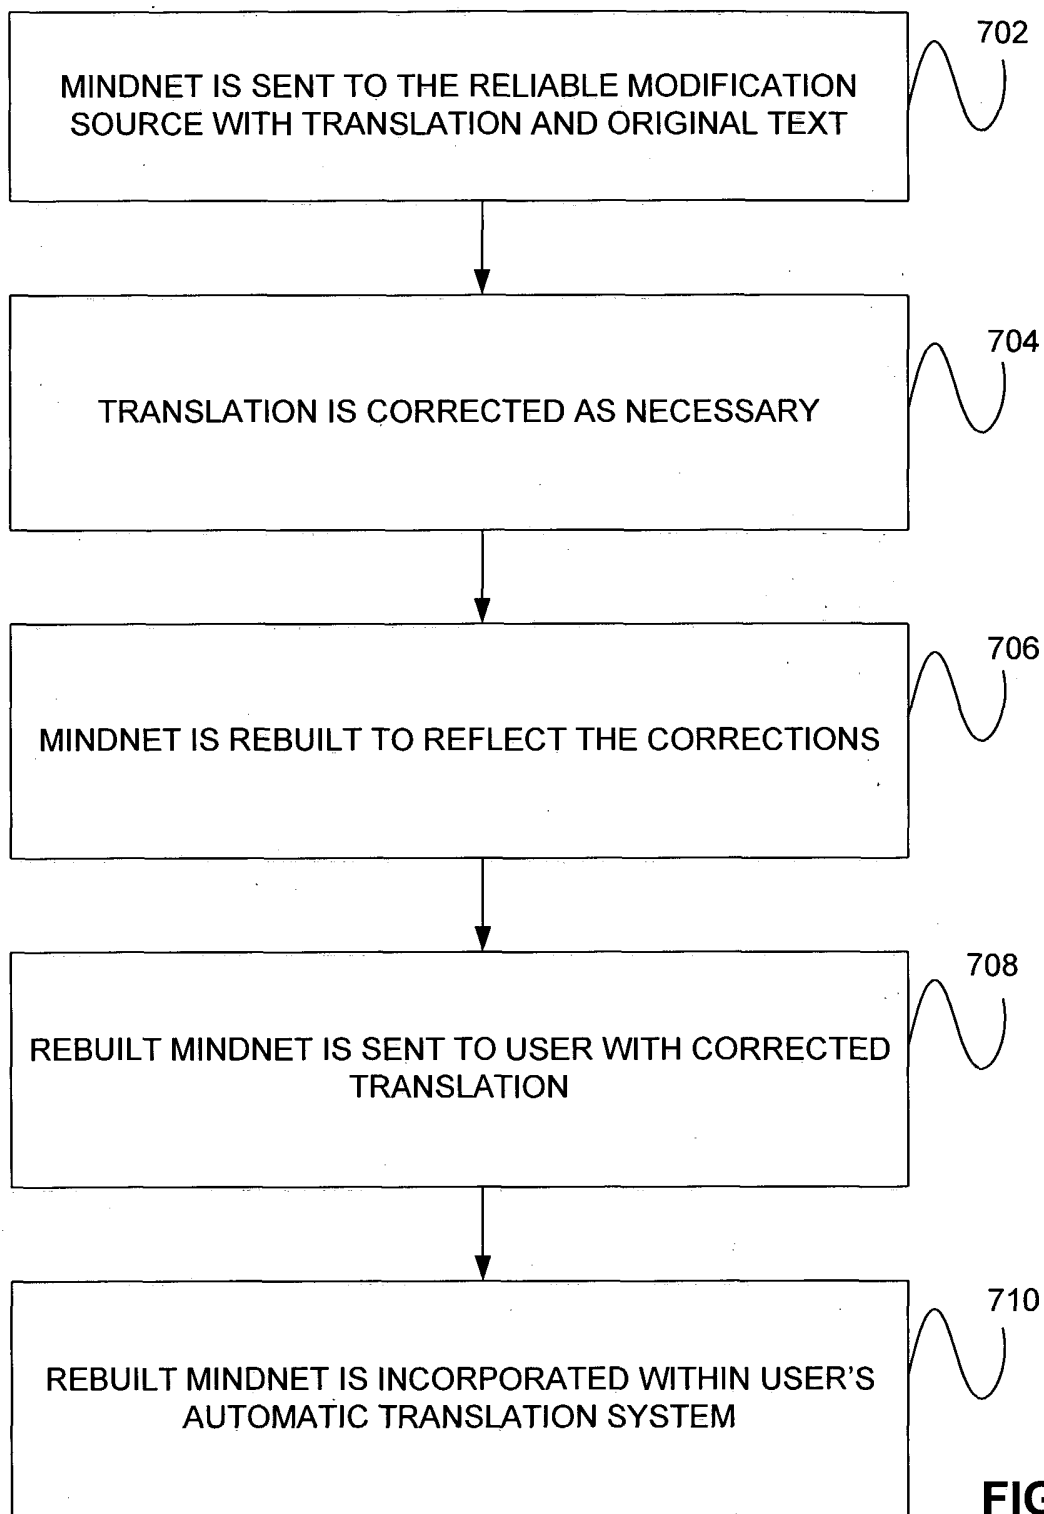 702
MINDNET IS SENT TO THE RELIABLE MODIFICATION
SOURCE WITH TRANSLATION AND ORIGINAL TEXT
704
TRANSLATION IS CORRECTED AS NECESSARY
706
MINDNET IS REBUILT TO REFLECT THE CORRECTIONS
708
REBUILT MINDNET IS SENT TO USER WITH CORRECTED
TRANSLATION
710
REBUILT MINDNET IS INCORPORATED WITHIN USER'S
AUTOMATIC TRANSLATION SYSTEM
FIG